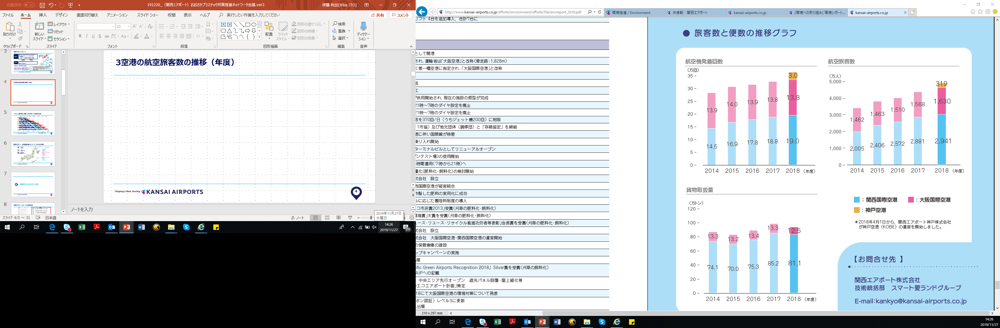 自動保存 オフ
191220_（関西エアポート）おおさかプラスチック対策推進ネットワーク会議.ver2
伊藤 利加(Rika ITO)
ファイル ホーム 挿入 デザイン 画面切り替え アニメーション スライド ショー 校閲 表示 ヘルプ 実行したい作業を入力してください
共有 コメント
貼り付け
新しい
スライド
レイアウト
リセット
セクション
10
B I U S ab AV Aa A
配置
クイック
スタイル
図形の塗りつぶし
図形の枠線
図形の効果
検索
置換
選択
ディクテー
ション
クリップボード スライド フォント 段落 図形描画 編集 音声
3
4
5
6
7
8
3空港の航空旅客数の推移（年度）
Shaping a New Journey KANSAI AIRPORTS
4
ノートを入力
スライド 4/0 ～ 31 日本語
ノート
2019年11月27日
水曜日
14:26
2019/11/27
20
http://www.kansai-airports.co.jp/efforts/environment/efforts/file/envreport_2019.pdf
環境推進 / Environment
IR情報｜関西エアポート
kansai-airports.co.jp
[環境への取り組み] 環境レポート...
kansai-airports.co.jp
リフト 4台を追加導入、合計7台に
として開港
され、運輸省は「大阪空港」と改称（滑走路：1,828m）
く第一種空港に指定され、「大阪国際空港」と改称
航
工
が供用開始され、現在の施設の原型が完成
21時～7時のダイヤ設定を廃止
21時～7時のダイヤ設定を廃止
数を370回/日（うちジェット機200回）に制限
11市協）及び地元団体（調停団）と「存続協定」を締結
港に伴い国際線が移管
乗り入れ開始
ターミナルビルとしてリニューアルオープン
ジンテスト場)の使用開始
時間運用（7時から21時）へ
量化(肥料化・飼料化)の検討開始
式会社　設立
西国際空港が経営統合
作製した肥料の実用化に成功
ルに応じた着陸料制度の導入
エコ市民賞2013」受賞（刈草の肥料化・飼料化）
環境賞」大賞を受賞（刈草の肥料化・飼料化）
ュース・リユース・リサイクル推進功労者等表彰」会長賞を受賞（刈草の肥料化・飼料化）
式会社　設立
式会社　大阪国際空港・関西国際空港の運営開始
の保管倉庫の建設
ップキャンペーンの実施
出展
ific Green Airports Recognition 2018」Silver賞を受賞（刈草の飼料化）
AIPへの記載
中央エリア先行オープン　遮光パネル設置・屋上緑化等
eエコエアポート計画」策定
18にて大阪国際空港の環境対策について発表
ボン認証）レベル3に更新
に出展
210 x 297 mm
● 旅客数と便数の推移グラフ
航空機発着回数
（万回）
35
30
25
20
15
10
5
0
13.9 14.0 13.9 13.8 3.0 13.8
14.5 16.9 17.8 18.8 19.0
2014 2015 2016 2017 2018 （年度）
航空旅客数
（万人）
5,000
4,000
3,000
2,000
1,000
0
1,462 1,463 1,510 1,568 319 1,630
2,005 2,406 2,572 2,881 2,941
2014 2015 2016 2017 2018 （年度）
貨物取扱量
（万トン）
120
100
80
60
40
20
0
13.3 13.2 13.4 13.3 12.5
74.1 70.0 75.3 85.2 81.1
2014 2015 2016 2017 2018 （年度）
：関西国際空港 ：大阪国際空港
：神戸空港
＊2018年4月1日から、関西エアポート神戸株式会社
が神戸空港（KOBE）の運営を開始しました。
【お問合せ先 】
関西エアポート株式会社
技術統括部　スマート愛ランドグループ
E-mail:kankyo@kansai-airports.co.jp
14:26
2019/11/27